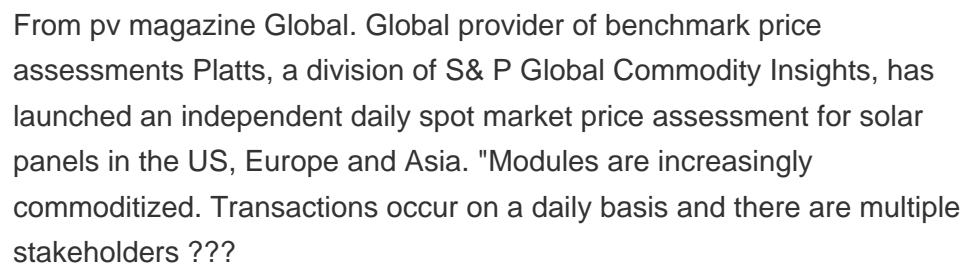 From pv magazine Global. Global provider of benchmark price
assessments Platts, a division of S& P Global Commodity Insights, has
launched an independent daily spot market price assessment for solar
panels in the US, Europe and Asia. "Modules are increasingly
commoditized. Transactions occur on a daily basis and there are multiple
stakeholders ???